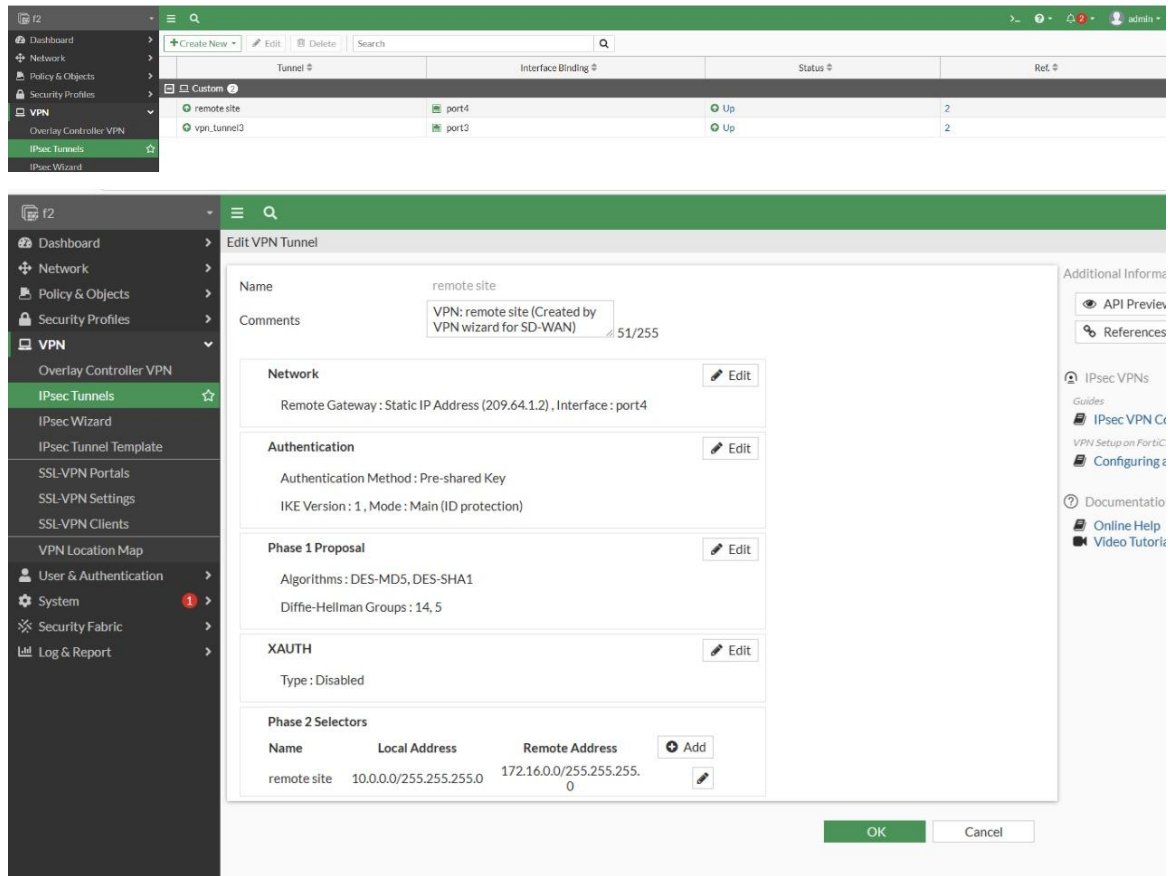 f2
admin
2
Dashboard
Network
Policy & Objects
Security Profiles
VPN
Overlay Controller VPN
IPsec Tunnels
IPsec Wizard
Create New Edit Delete Search
Tunnel Interface Binding Status Ref.
Custom 2
remote site port4 Up 2
vpn_tunnel3 port3 Up 2
f2
Dashboard
Network
Policy & Objects
Security Profiles
VPN
Overlay Controller VPN
IPsec Tunnels
IPsec Wizard
IPsec Tunnel Template
SSL-VPN Portals
SSL-VPN Settings
SSL-VPN Clients
VPN Location Map
User & Authentication
System 1
Security Fabric
Log & Report
Edit VPN Tunnel
Name remote site
Comments VPN: remote site (Created by
VPN wizard for SD-WAN) 51/255
Network Edit
Remote Gateway : Static IP Address (209.64.1.2) , Interface : port4
Authentication Edit
Authentication Method : Pre-shared Key
IKE Version : 1 , Mode : Main (ID protection)
Phase 1 Proposal Edit
Algorithms : DES-MD5, DES-SHA1
Diffie-Hellman Groups : 14, 5
XAUTH Edit
Type : Disabled
Phase 2 Selectors
Name Local Address Remote Address Add
remote site 10.0.0.0/255.255.255.0 172.16.0.0/255.255.255.
0
OK Cancel
Additional Informa
API Preview
References
IPsec VPNs
Guides
IPsec VPN Co
VPN Setup on FortiC
Configuring a
Documentatio
Online Help
Video Tutoria